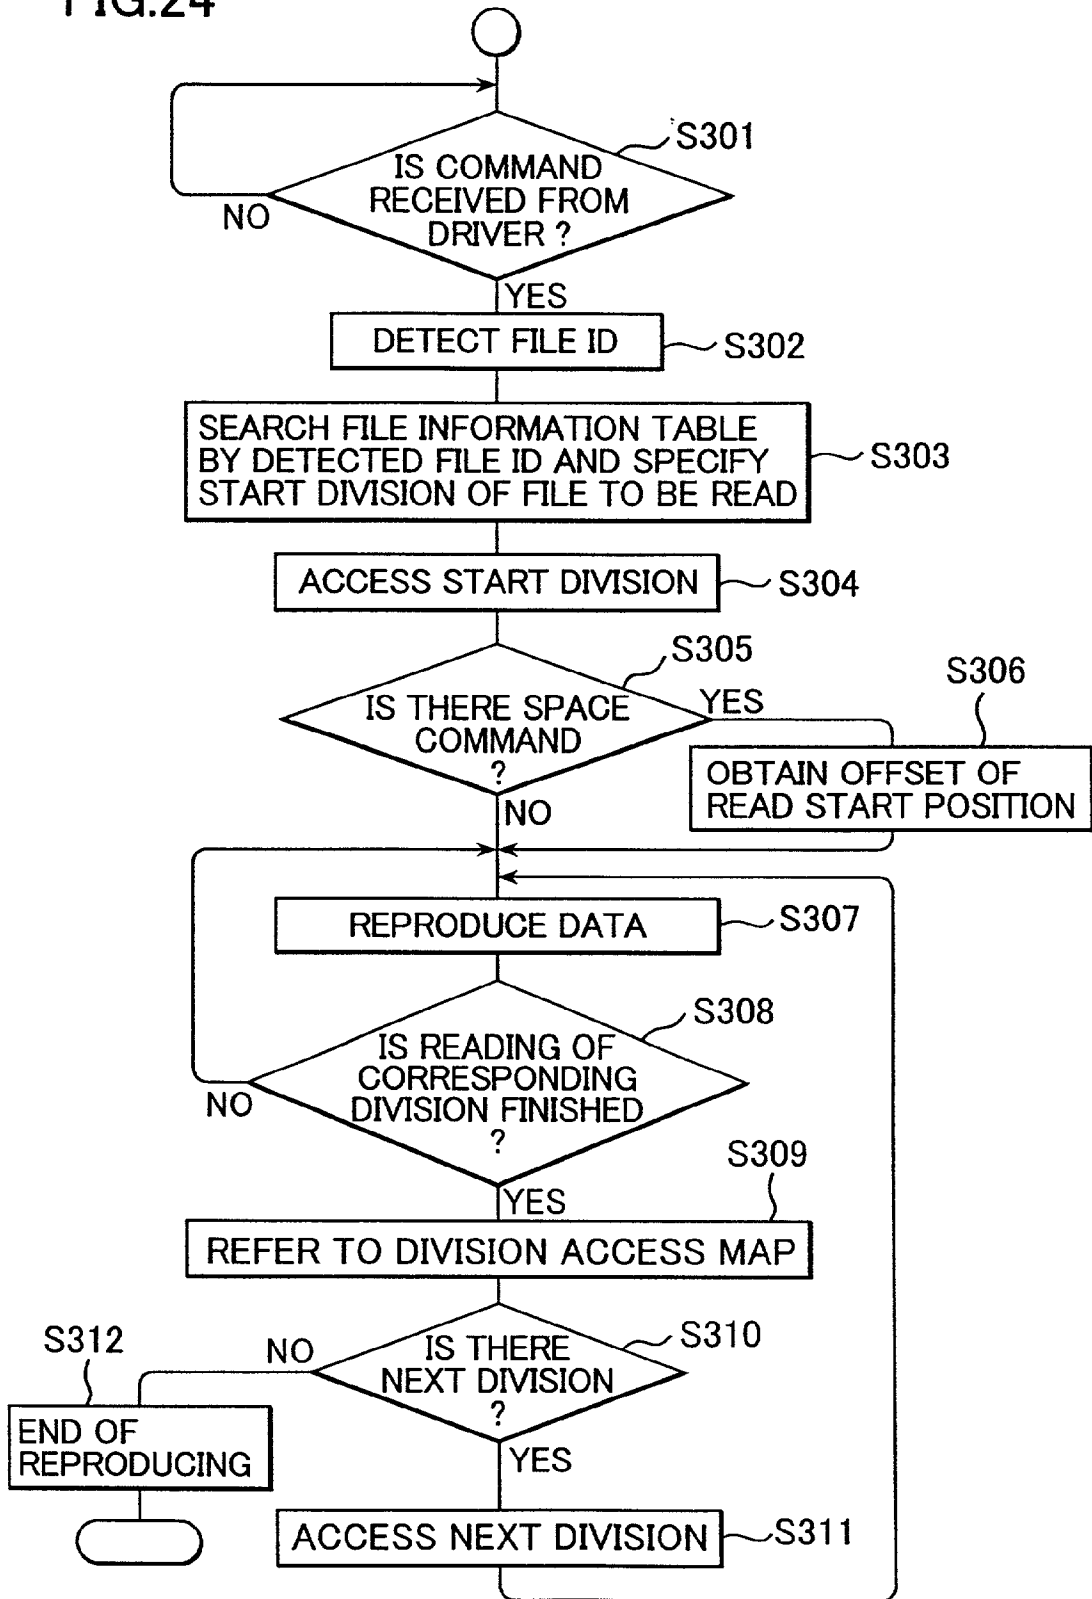 FIG.24
S301
IS COMMAND
RECEIVED FROM
DRIVER ?
NO
YES
DETECT FILE ID
S302
SEARCH FILE INFORMATION TABLE
BY DETECTED FILE ID AND SPECIFY
START DIVISION OF FILE TO BE READ
S303
ACCESS START DIVISION
S304
S305
IS THERE SPACE
COMMAND
?
YES
S306
OBTAIN OFFSET OF
READ START POSITION
NO
REPRODUCE DATA
S307
S308
IS READING OF
CORRESPONDING
DIVISION FINISHED
?
NO
YES
S309
REFER TO DIVISION ACCESS MAP
S310
IS THERE
NEXT DIVISION
?
NO
S312
END OF
REPRODUCING
YES
ACCESS NEXT DIVISION
S311